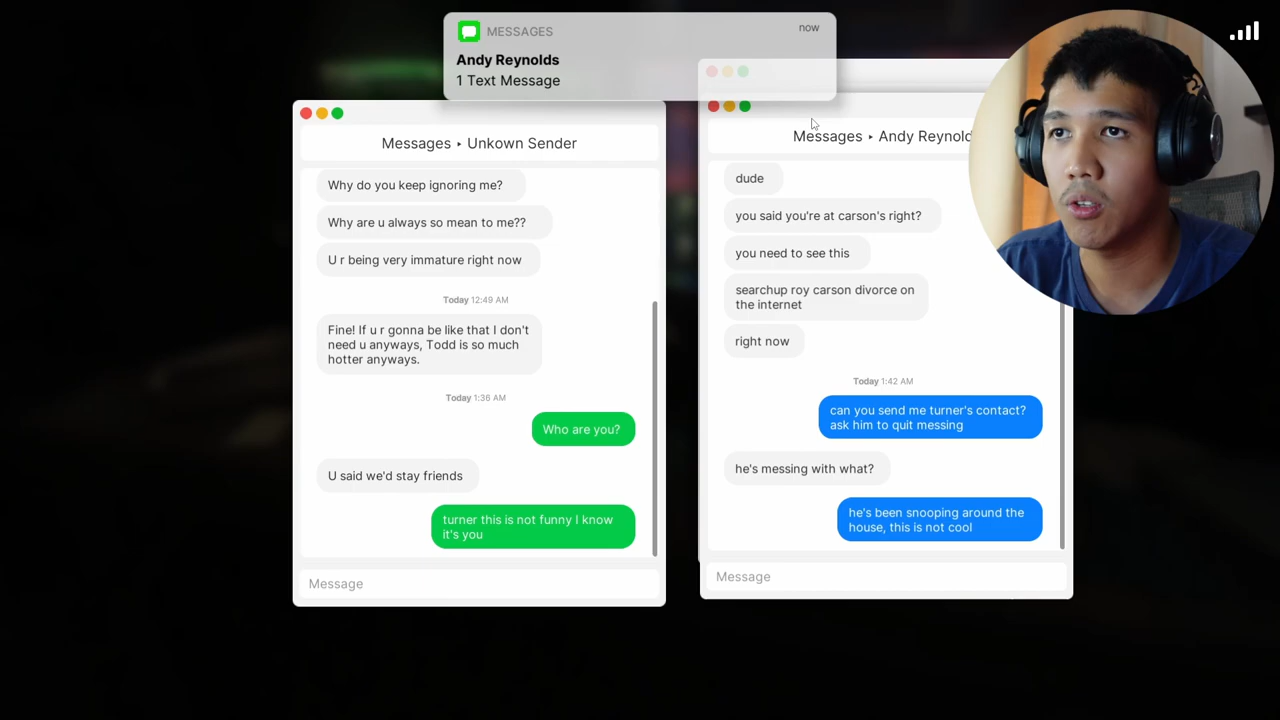 MESSAGES
now
Andy Reynolds
1 Text Message
Messages ▸ Unkown Sender
Why do you keep ignoring me?
Why are u always so mean to me??
U r being very immature right now
Today 12:49 AM
Fine! If u r gonna be like that I don't
need u anyways, Todd is so much
hotter anyways.
Today 1:36 AM
Who are you?
U said we'd stay friends
turner this is not funny I know
it's you
Message
Messages ▸ Andy Reynold
dude
you said you're at carson's right?
you need to see this
searchup roy carson divorce on
the internet
right now
Today 1:42 AM
can you send me turner's contact?
ask him to quit messing
he's messing with what?
he's been snooping around the
house, this is not cool
Message